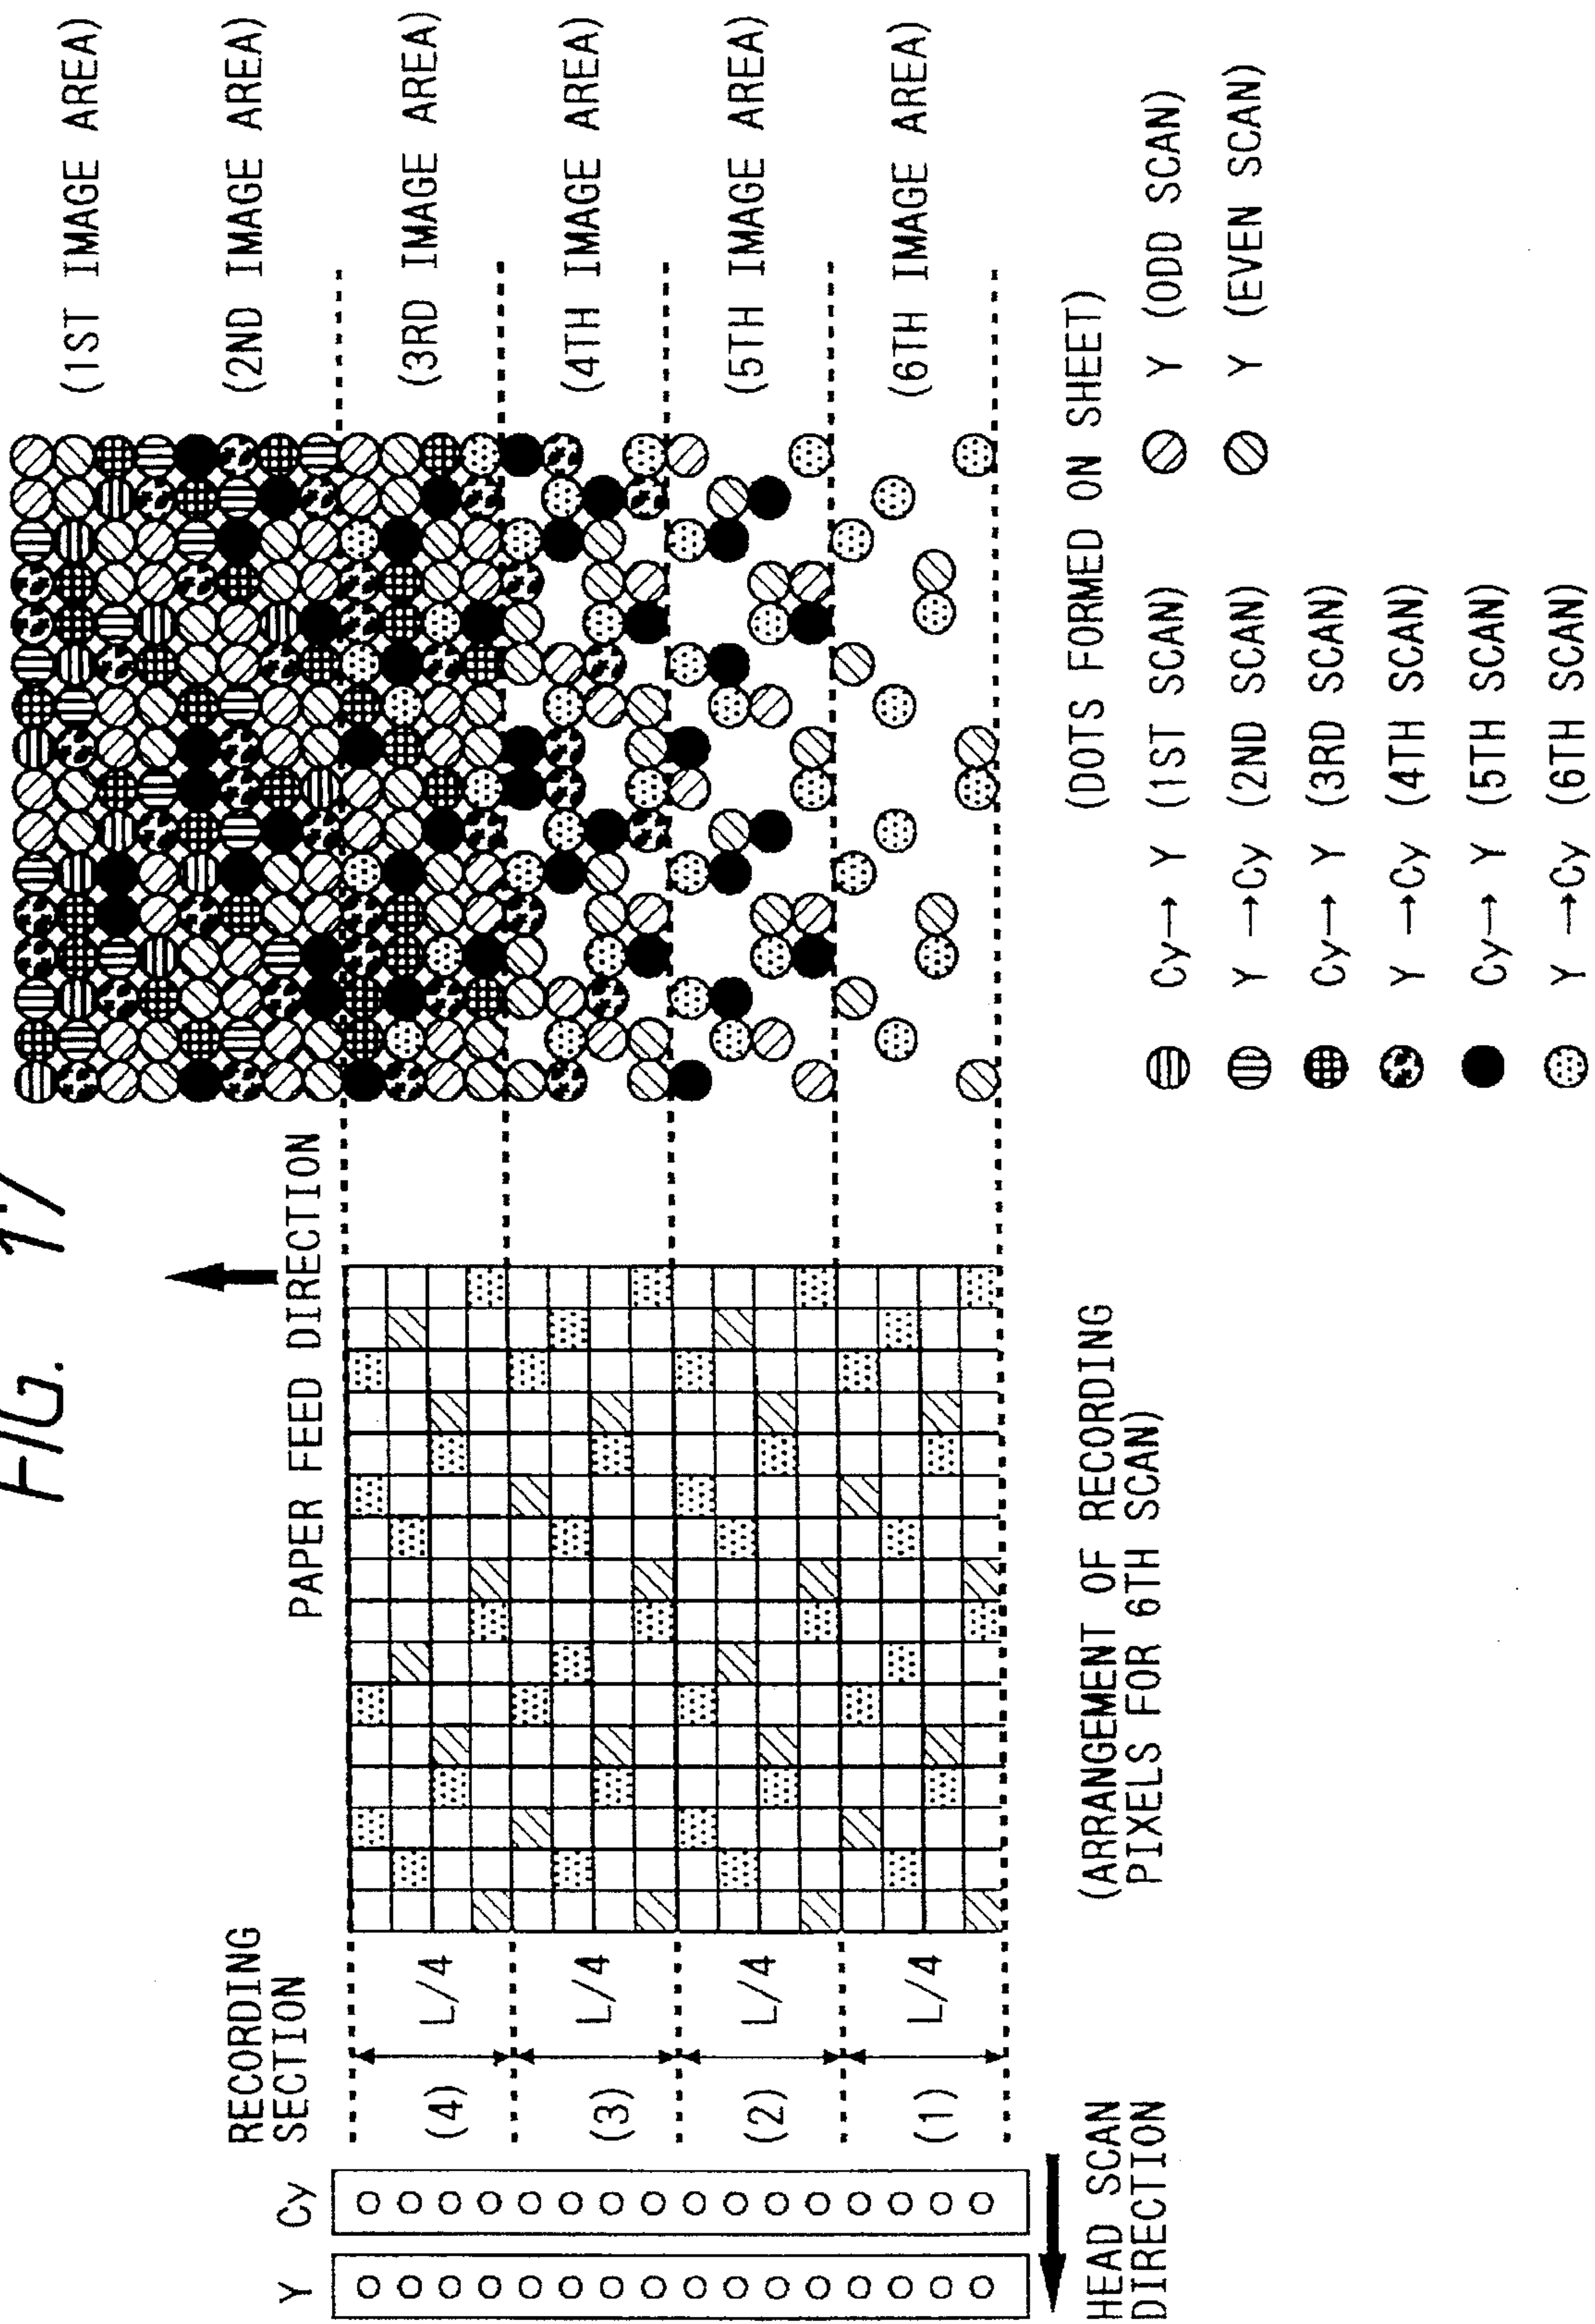 FIG. 17
Y
Cy
RECORDING
SECTION
(4)
L/4
(3)
L/4
(2)
L/4
(1)
L/4
HEAD SCAN
DIRECTION
PAPER FEED DIRECTION
(ARRANGEMENT OF RECORDING
PIXELS FOR 6TH SCAN)
(1ST IMAGE AREA)
(2ND IMAGE AREA)
(3RD IMAGE AREA)
(4TH IMAGE AREA)
(5TH IMAGE AREA)
(6TH IMAGE AREA)
(DOTS FORMED ON SHEET)
Cy→ Y (1ST SCAN)
Y →Cy (2ND SCAN)
Cy→ Y (3RD SCAN)
Y →Cy (4TH SCAN)
Cy→ Y (5TH SCAN)
Y →Cy (6TH SCAN)
Y (ODD SCAN)
Y (EVEN SCAN)